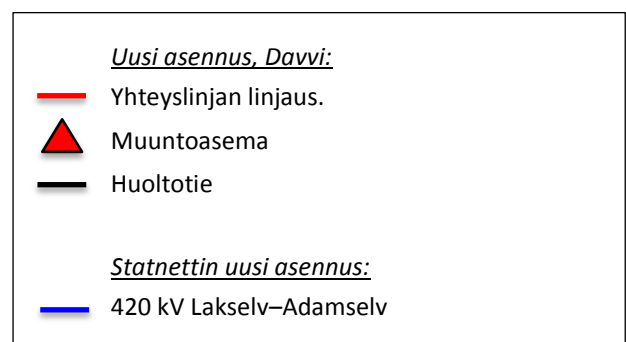 Uusi asennus, Davvi:
Yhteyslinjan linjaus.
Muuntoasema
Huoltotie
Statnettin uusi asennus:
420 kV Lakselv–Adamselv